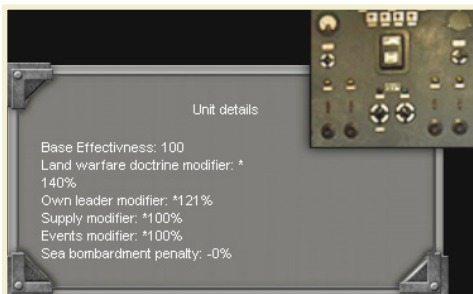 Unit details
Base Effectivness: 100
Land warfare doctrine modifier: *
140%
Own leader modifier: *121%
Supply modifier: *100%
Events modifier: *100%
Sea bombardment penalty: -0%